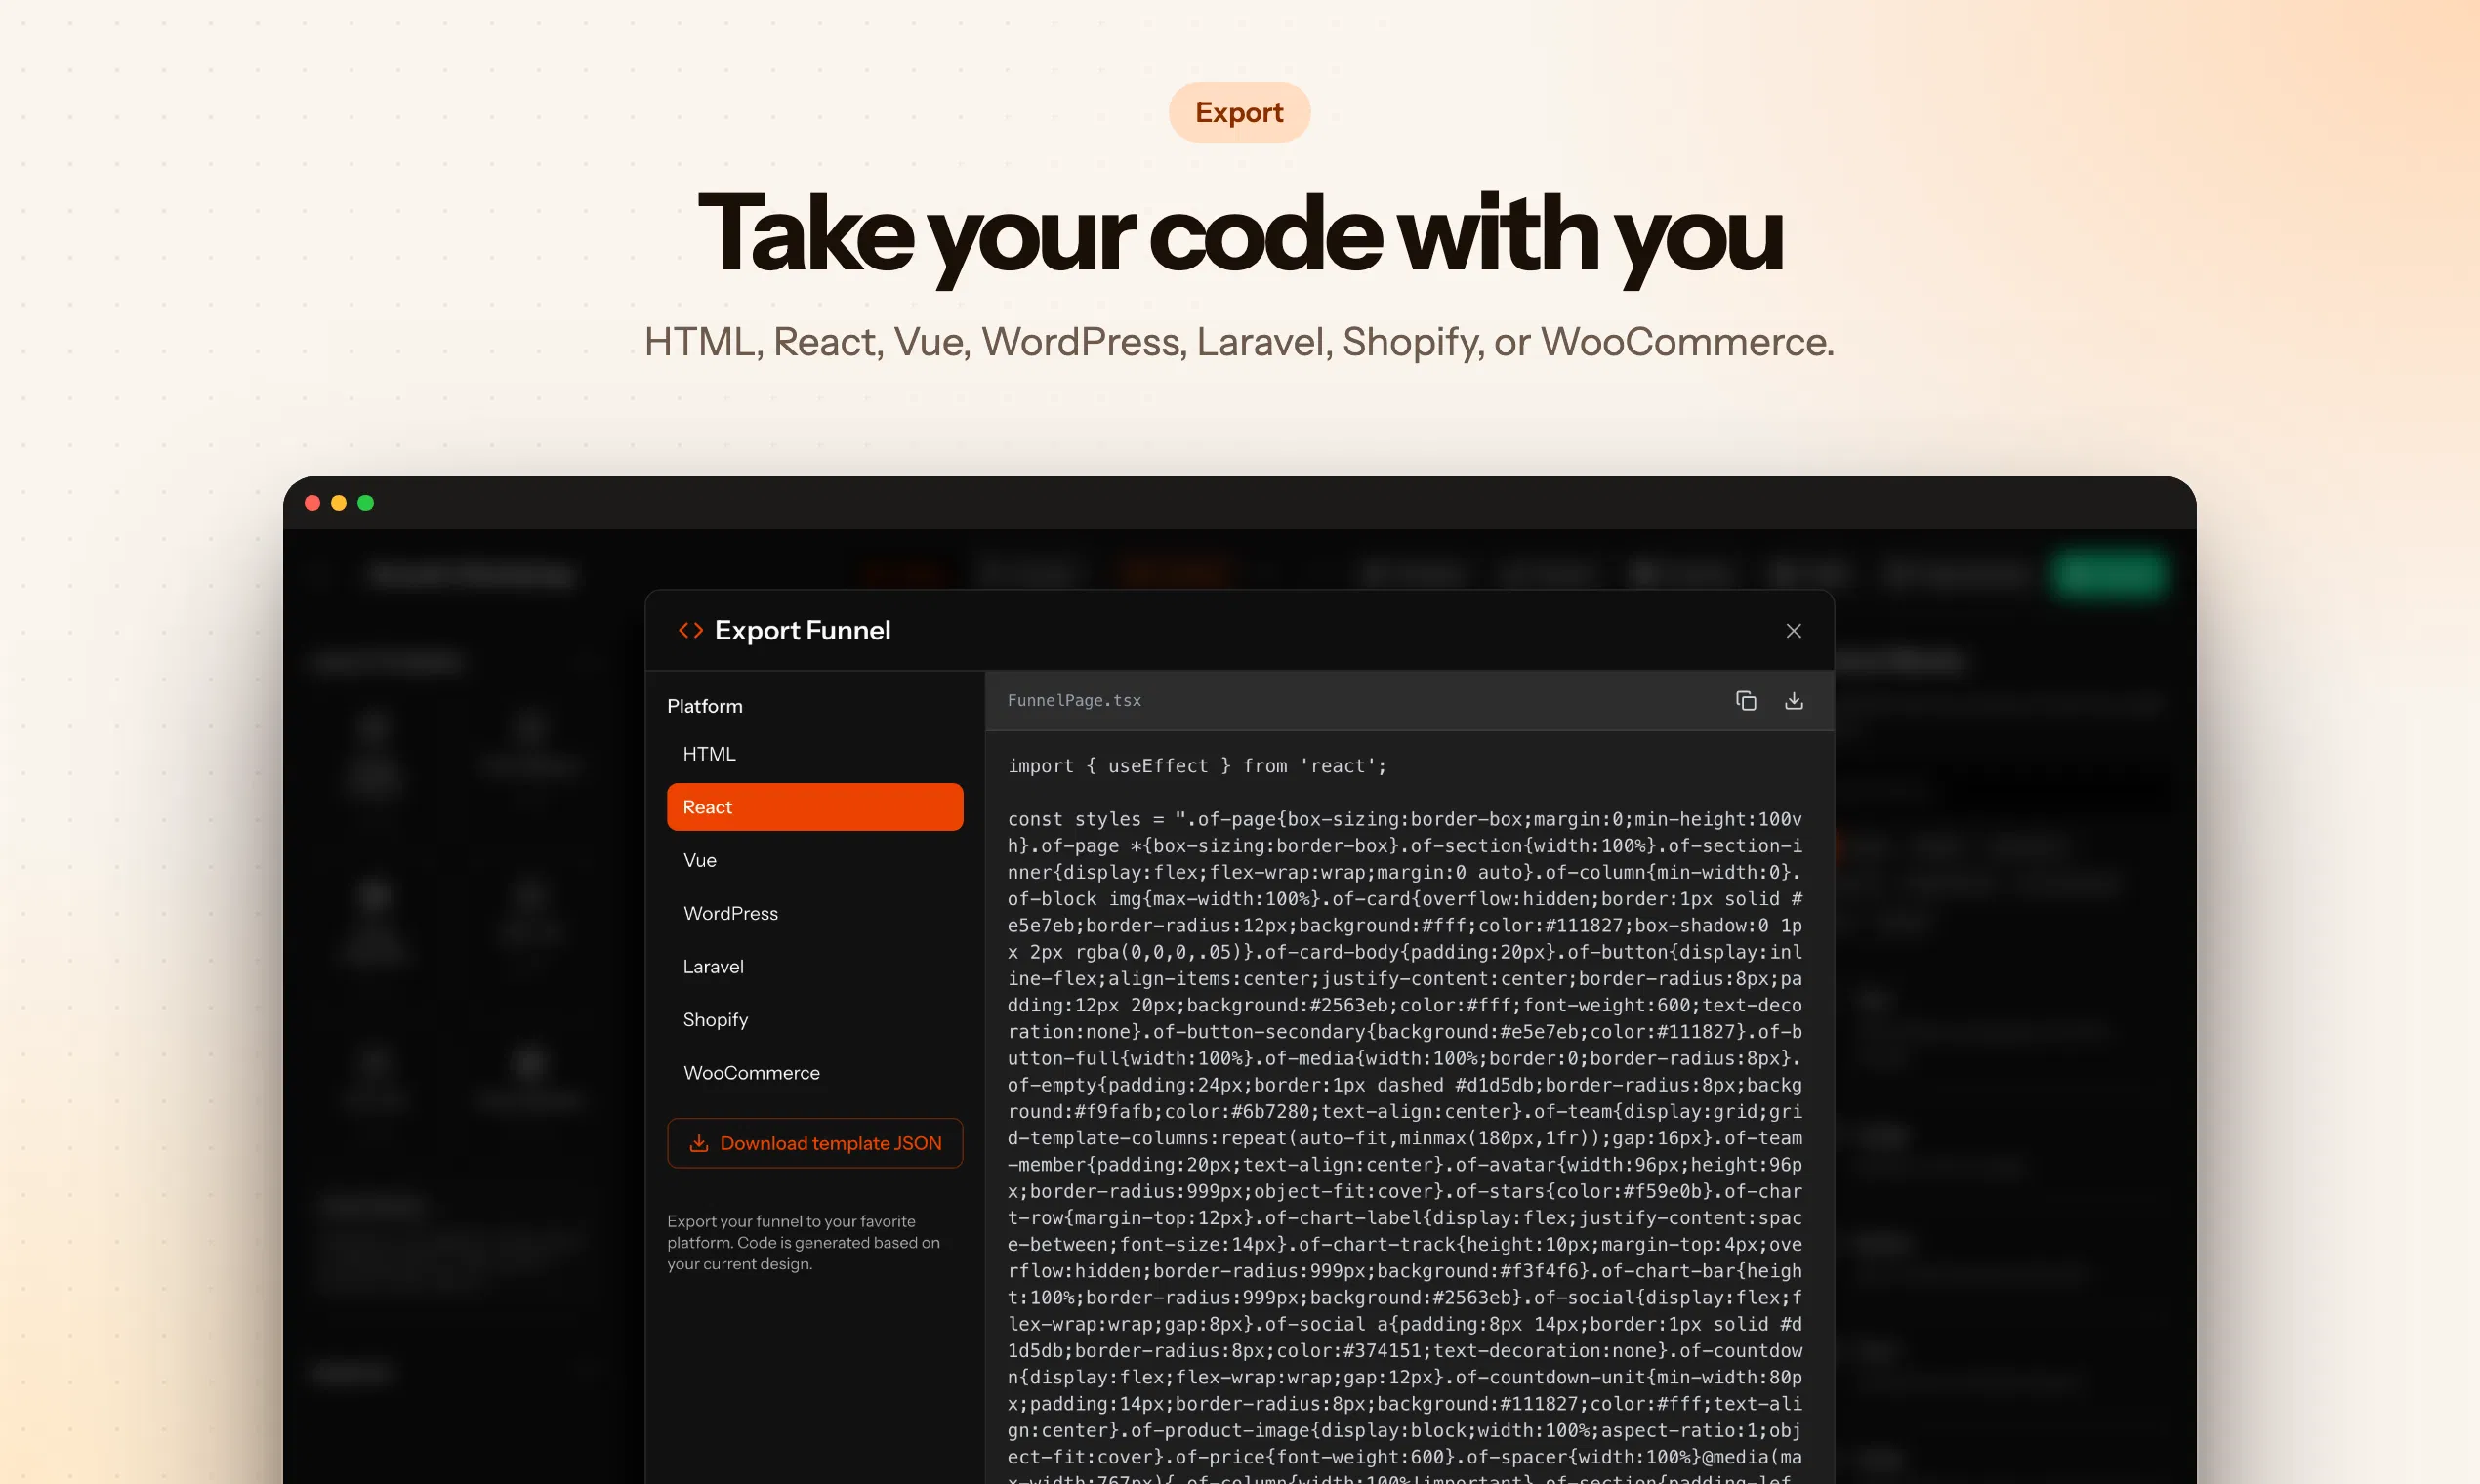 Export
Take your code with you
HTML, React, Vue, WordPress, Laravel, Shopify, or WooCommerce.
Export Funnel
Platform
HTML
React
Vue
WordPress
Laravel
Shopify
WooCommerce
Download template JSON
Export your funnel to your favorite
platform. Code is generated based on
your current design.
FunnelPage.tsx
import { useEffect } from 'react';
const styles = ".of-page{box-sizing:border-box;margin:0;min-height:100v
h}.of-page *{box-sizing:border-box}.of-section{width:100%}.of-section-i
nner{display:flex;flex-wrap:wrap;margin:0 auto}.of-column{min-width:0}.
of-block img{max-width:100%}.of-card{overflow:hidden;border:1px solid #
e5e7eb;border-radius:12px;background:#fff;color:#111827;box-shadow:0 1p
x 2px rgba(0,0,0,.05)}.of-card-body{padding:20px}.of-button{display:inl
ine-flex;align-items:center;justify-content:center;border-radius:8px;pa
dding:12px 20px;background:#2563eb;color:#fff;font-weight:600;text-deco
ration:none}.of-button-secondary{background:#e5e7eb;color:#111827}.of-b
utton-full{width:100%}.of-media{width:100%;border:0;border-radius:8px}.
of-empty{padding:24px;border:1px dashed #d1d5db;border-radius:8px;backg
round:#f9fafb;color:#6b7280;text-align:center}.of-team{display:grid;gri
d-template-columns:repeat(auto-fit,minmax(180px,1fr));gap:16px}.of-team
-member{padding:20px;text-align:center}.of-avatar{width:96px;height:96p
x;border-radius:999px;object-fit:cover}.of-stars{color:#f59e0b}.of-char
t-row{margin-top:12px}.of-chart-label{display:flex;justify-content:spac
e-between;font-size:14px}.of-chart-track{height:10px;margin-top:4px;ove
rflow:hidden;border-radius:999px;background:#f3f4f6}.of-chart-bar{heigh
t:100%;border-radius:999px;background:#2563eb}.of-social{display:flex;f
lex-wrap:wrap;gap:8px}.of-social a{padding:8px 14px;border:1px solid #d
1d5db;border-radius:8px;color:#374151;text-decoration:none}.of-countdow
n{display:flex;flex-wrap:wrap;gap:12px}.of-countdown-unit{min-width:80p
x;padding:14px;border-radius:8px;background:#111827;color:#fff;text-ali
gn:center}.of-product-image{display:block;width:100%;aspect-ratio:1;obj
ect-fit:cover}.of-price{font-weight:600}.of-spacer{width:100%}@media(ma
x-width:767px){.of-column{width:100%!important}.of-section{padding-lef